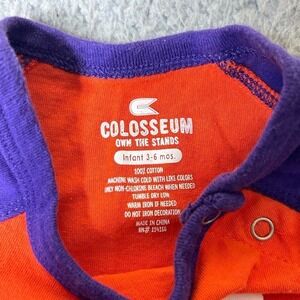 COLOSSEUM
OWN THE STANDS
Infant 3-6 mos.
100% COTTON
MACHINE WASH COLD WITH LIKE COLORS
ONLY NON-CHLORINE BLEACH WHEN NEEDED
TUMBLE DRY LOW
WARM IRON IF NEEDED
DO NOT IRON DECORATION
MADE IN CHINA
RN#